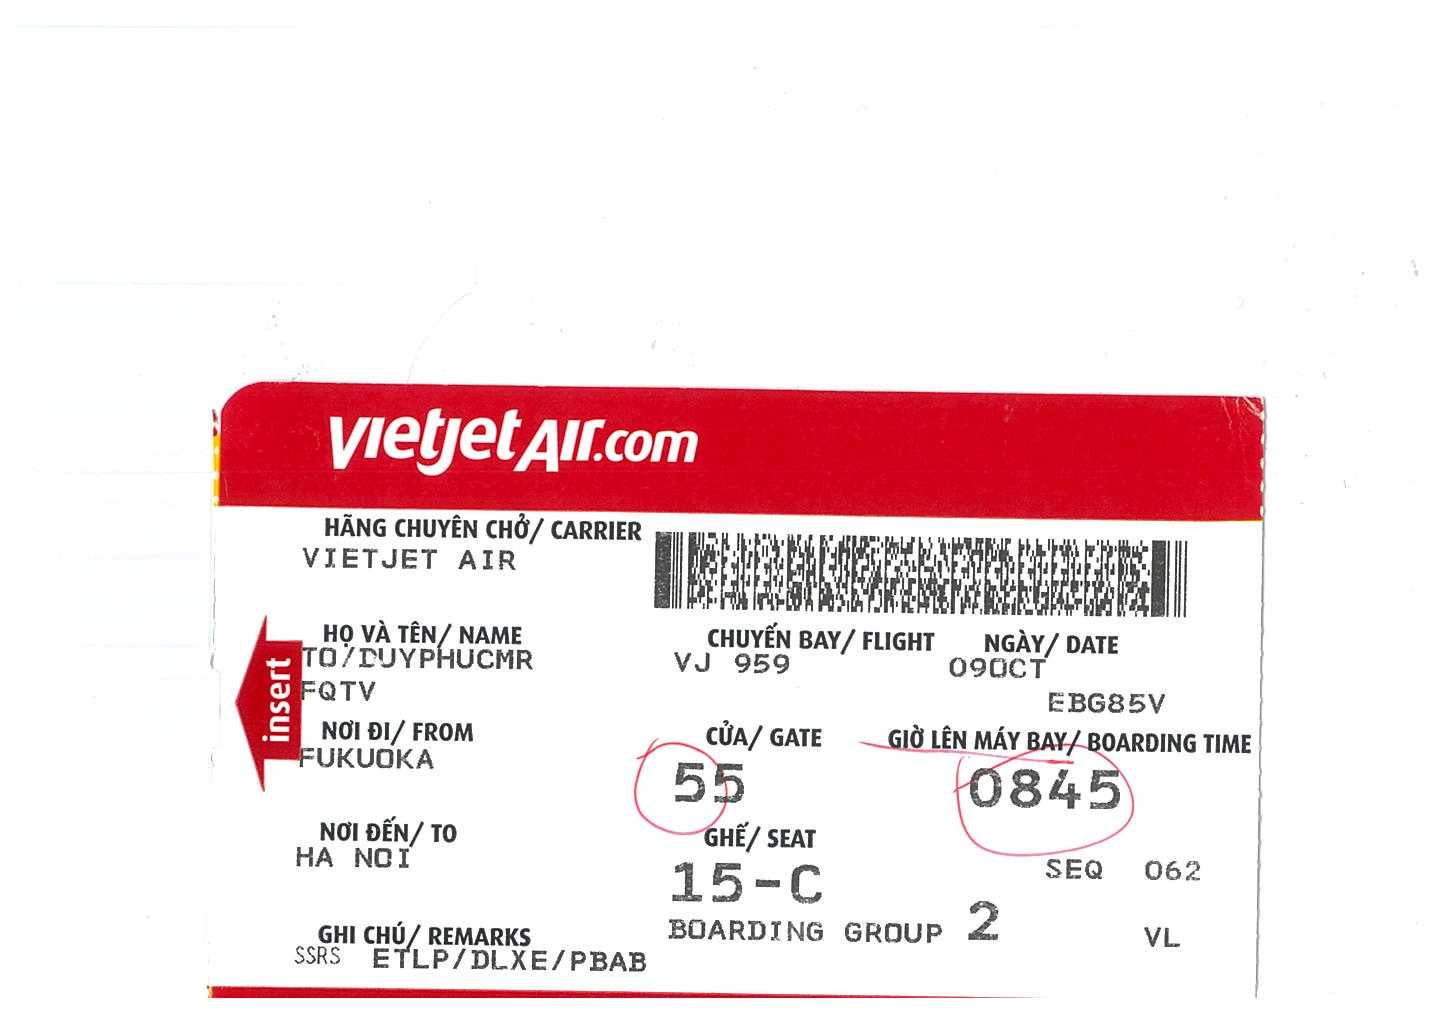 vietjetAir.com
HÃNG CHUYÊN CHỞ/ CARRIER
VIETJET AIR
HỌ VÀ TÊN/ NAME
TO/DUYPHUCMR
FQTV
CHUYẾN BAY/ FLIGHT
VJ 959
NGÀY/ DATE
09OCT
EBG85V
insert
NƠI ĐI/ FROM
FUKUOKA
CỬA/ GATE
55
GIỜ LÊN MÁY BAY/ BOARDING TIME
0845
NƠI ĐẾN/ TO
HA NOI
GHẾ/ SEAT
15-C
SEQ 062
BOARDING GROUP 2
VL
GHI CHÚ/ REMARKS
SSRS ETLP/DLXE/PBAB